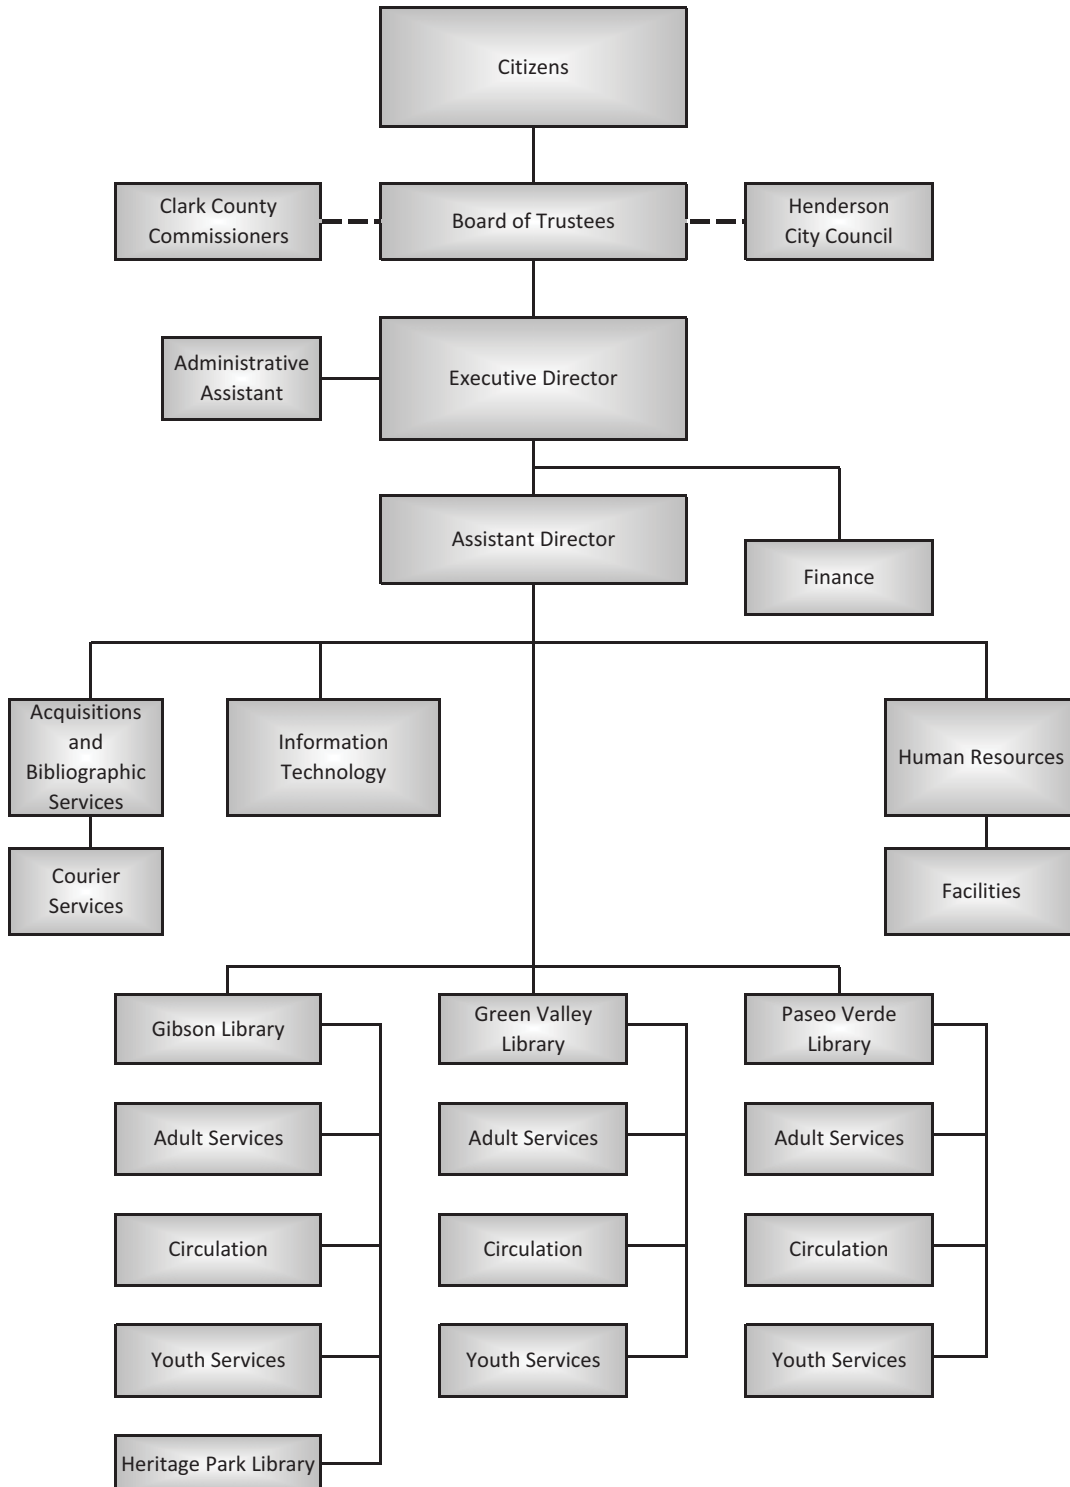 Citizens
Clark County
Commissioners
Board of Trustees
Henderson
City Council
Administrative
Assistant
Executive Director
Assistant Director
Finance
Acquisitions
and
Bibliographic
Services
Information
Technology
Human Resources
Courier
Services
Facilities
Gibson Library
Green Valley
Library
Paseo Verde
Library
Adult Services
Adult Services
Adult Services
Circulation
Circulation
Circulation
Youth Services
Youth Services
Youth Services
Heritage Park Library